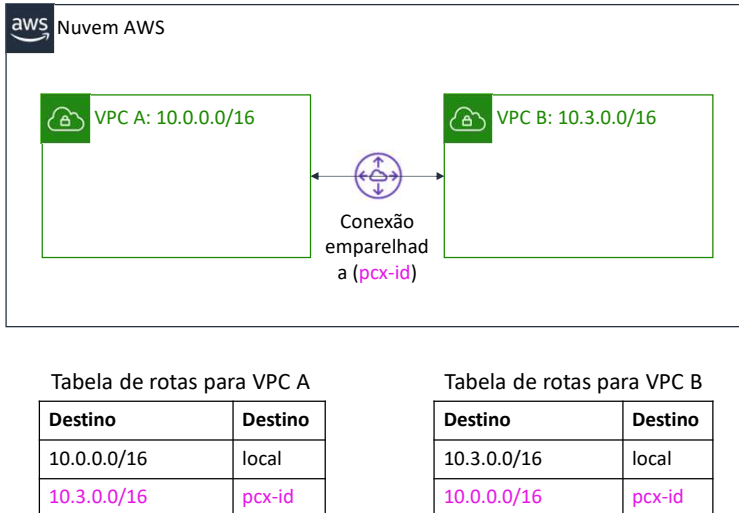 aws Nuvem AWS
VPC A: 10.0.0.0/16
VPC B: 10.3.0.0/16
Conexão
emparelhad
a (pcx-id)
Tabela de rotas para VPC A
Destino Destino
10.0.0.0/16 local
10.3.0.0/16 pcx-id
Tabela de rotas para VPC B
Destino Destino
10.3.0.0/16 local
10.0.0.0/16 pcx-id